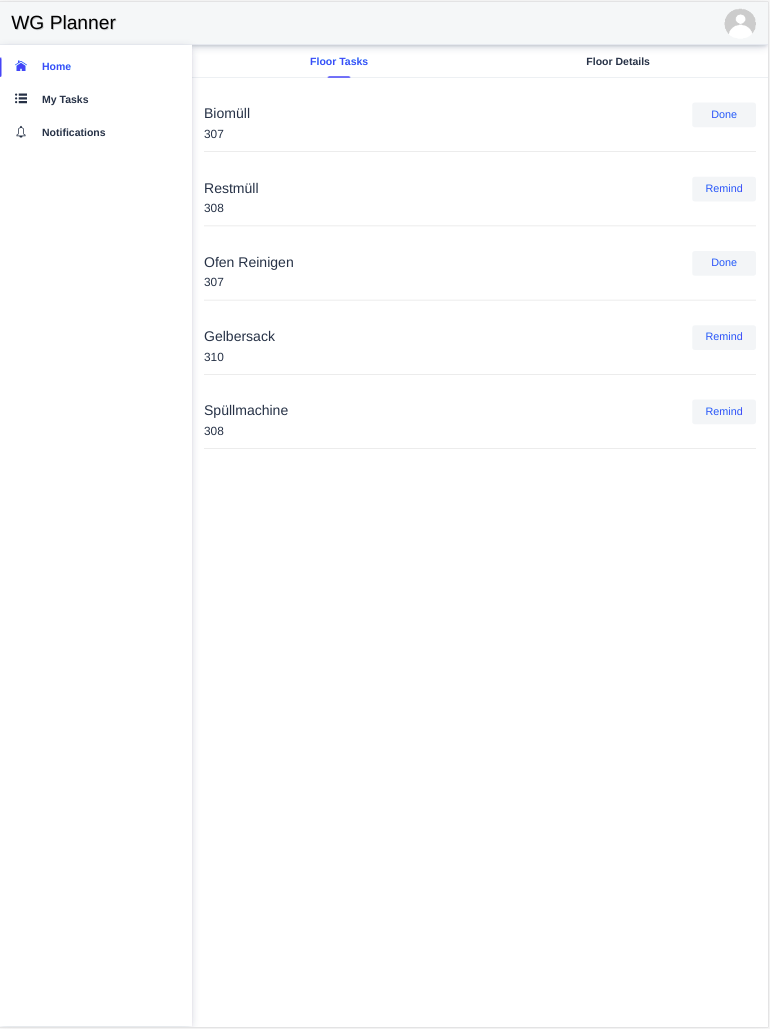 WG Planner
Home
My Tasks
Notifications
Floor Tasks
Floor Details
Biomüll
307
Done
Restmüll
308
Remind
Ofen Reinigen
307
Done
Gelbersack
310
Remind
Spüllmachine
308
Remind